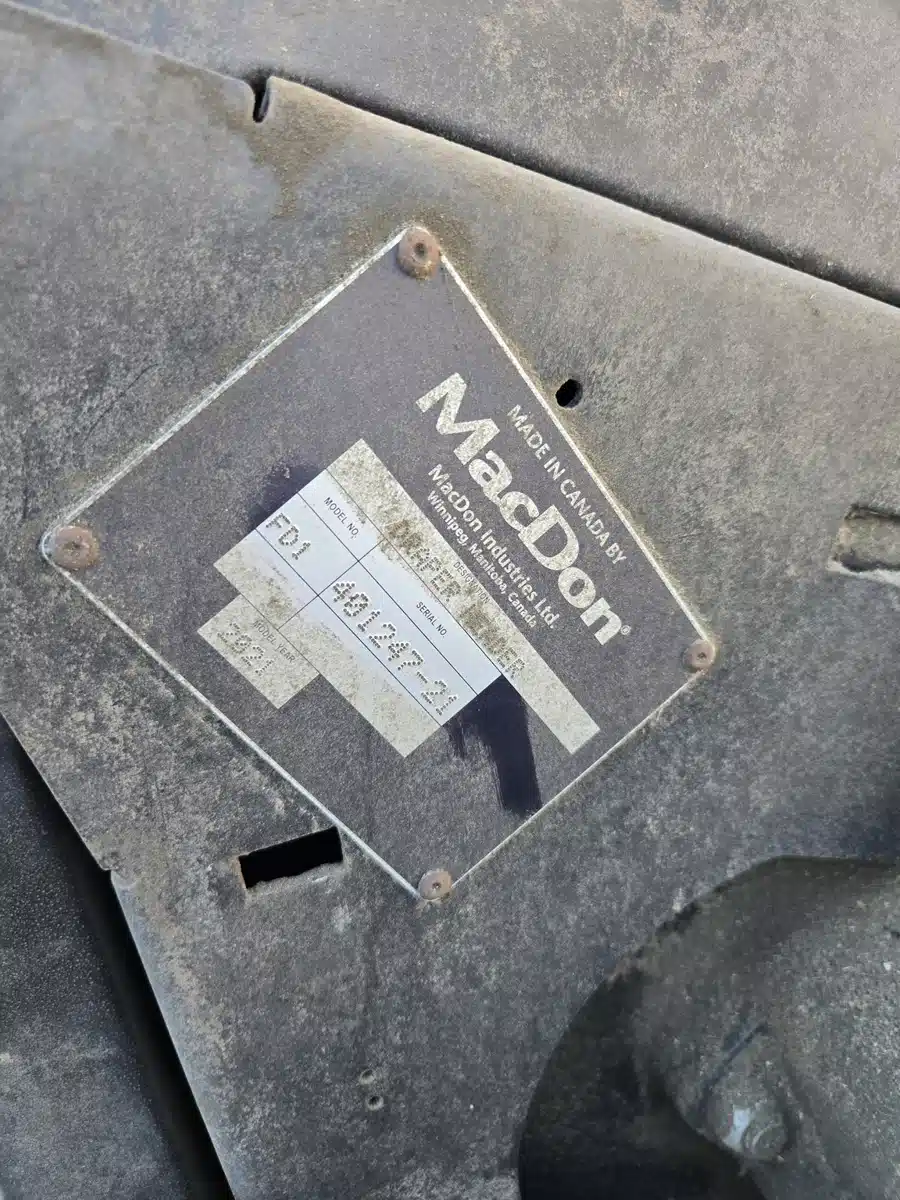 MADE IN CANADA BY
MacDon®
MacDon Industries Ltd.
Winnipeg, Manitoba, Canada
DRAPER HEADER
MODEL NO.
SERIAL NO.
FD1
401247-21
MODEL YEAR
2021